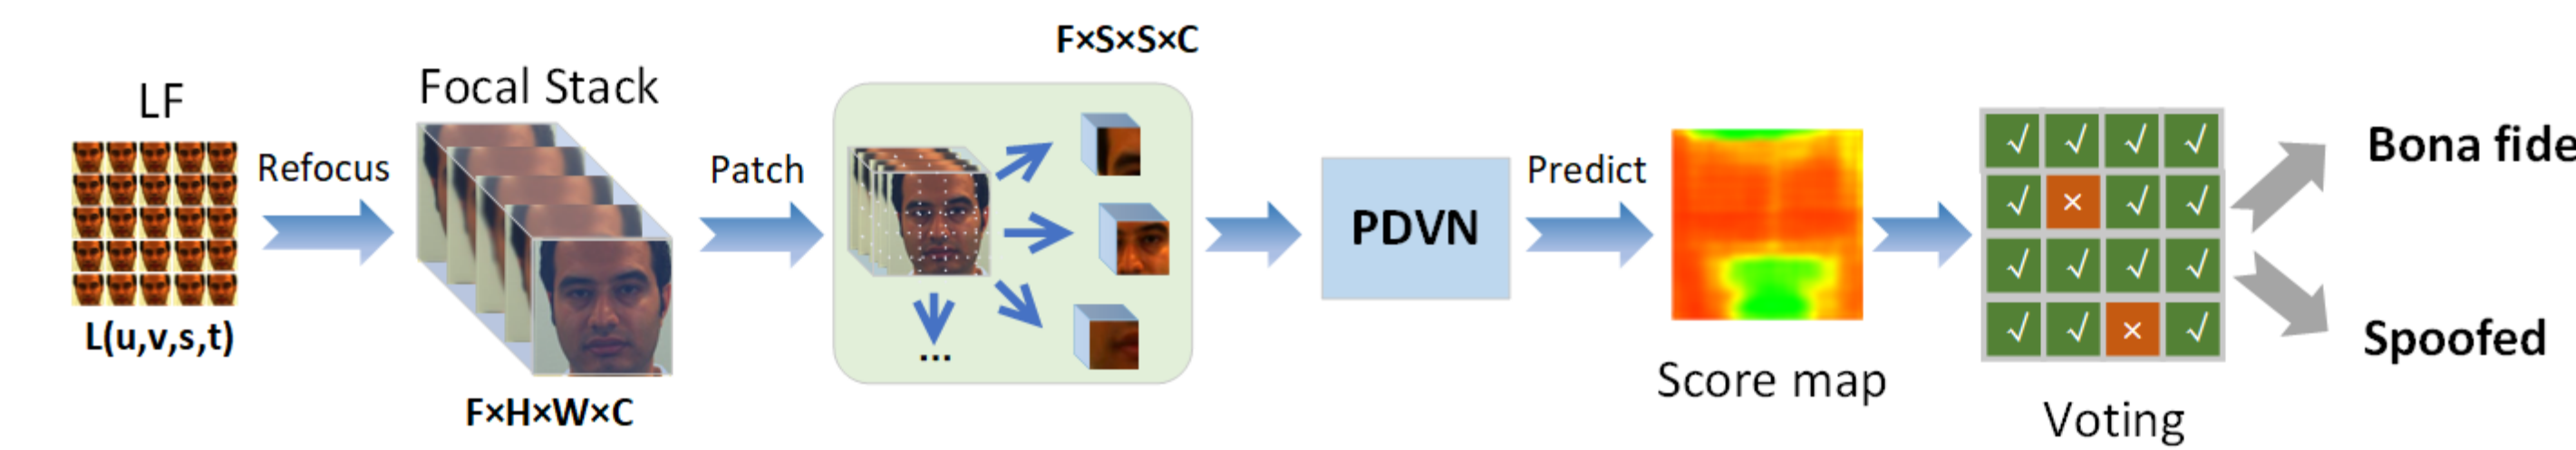 LF
L(u,v,s,t)
Refocus
Focal Stack
F×H×W×C
Patch
F×S×S×C
...
PDVN
Predict
Score map
√ √ √ √
√ × √ √
√ √ √ √
√ √ × √
Voting
Bona fide
Spoofed